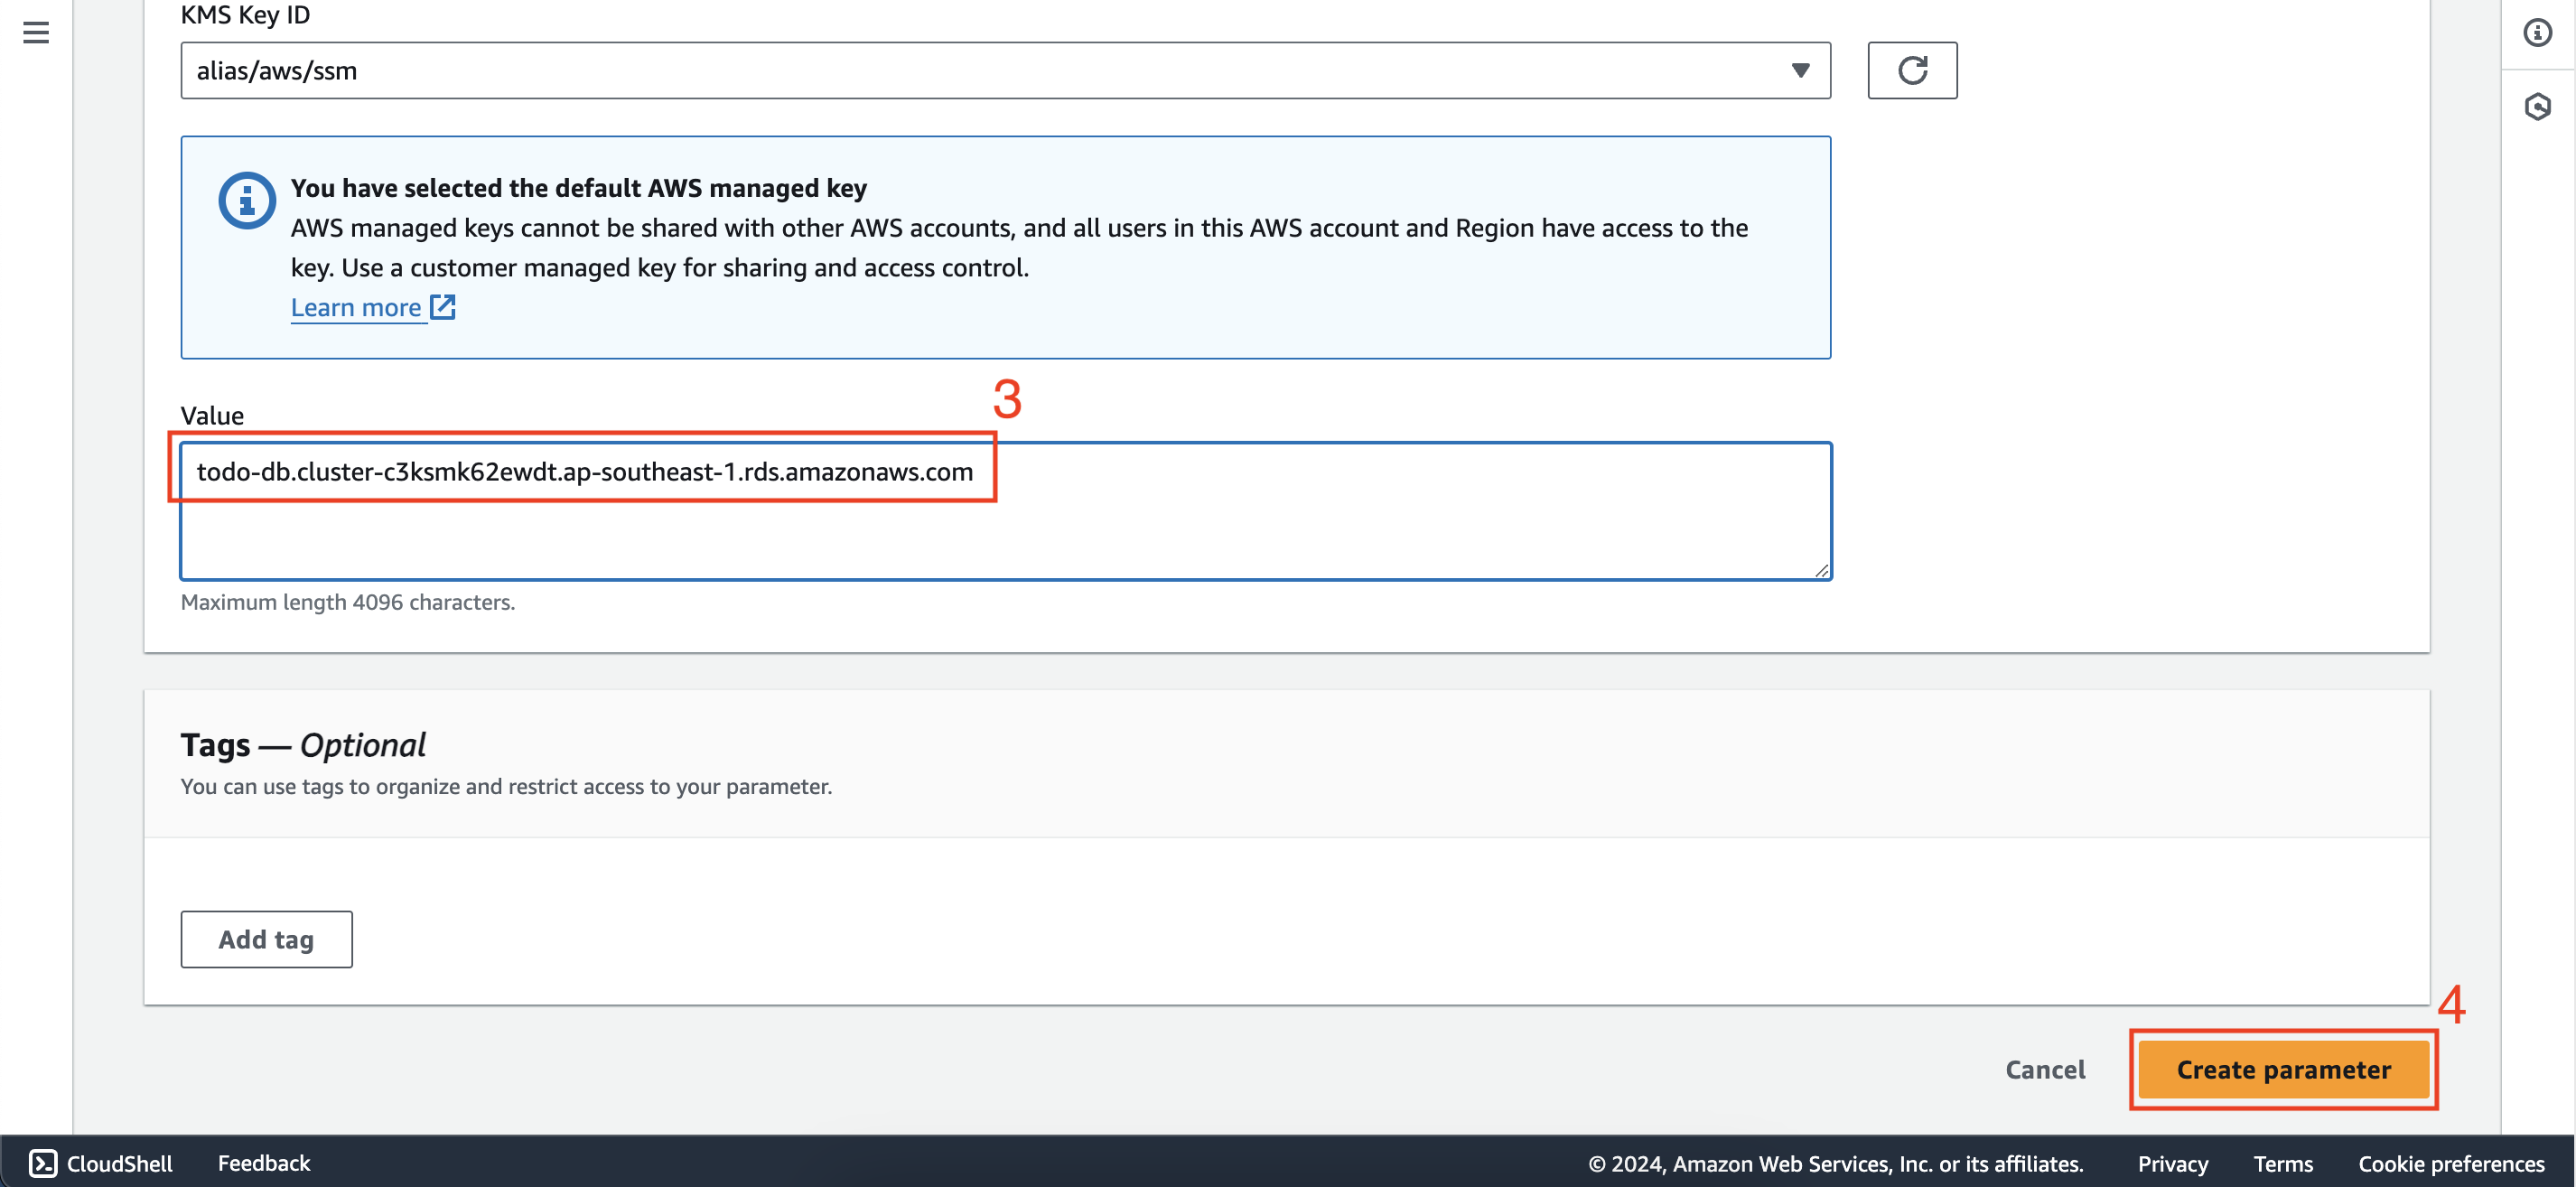 KMS Key ID
alias/aws/ssm
You have selected the default AWS managed key
AWS managed keys cannot be shared with other AWS accounts, and all users in this AWS account and Region have access to the
key. Use a customer managed key for sharing and access control.
Learn more
3
Value
todo-db.cluster-c3ksmk62ewdt.ap-southeast-1.rds.amazonaws.com
Maximum length 4096 characters.
Tags — Optional
You can use tags to organize and restrict access to your parameter.
Add tag
4
Cancel
Create parameter
CloudShell
Feedback
© 2024, Amazon Web Services, Inc. or its affiliates.
Privacy
Terms
Cookie preferences